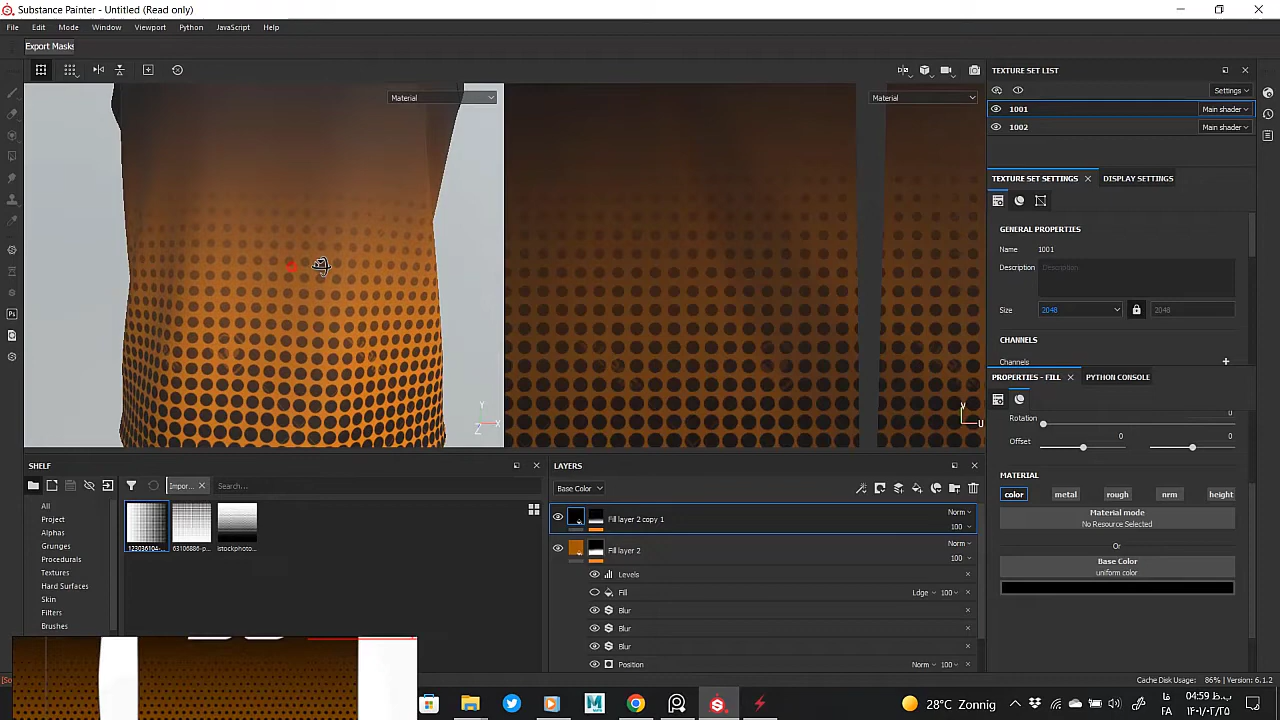 Substance Painter - Untitled (Read only)
File Edit Mode Window Viewport Python JavaScript Help
Export Masks
Material
Material
TEXTURE SET LIST
Settings
1001 Main shader
1002 Main shader
TEXTURE SET SETTINGS DISPLAY SETTINGS
GENERAL PROPERTIES
Name 1001
Description Description
Size 2048 2048
CHANNELS
Channels
PROPERTIES - FILL PYTHON CONSOLE
Rotation 0
Offset 0 0
MATERIAL
color metal rough nrm height
Material mode
No Resource Selected
Or
Base Color
uniform color
Y
X
Z
V
U
SHELF
Impor... Search...
All
Project
Alphas
Grunges
Procedurals
Textures
Hard Surfaces
Skin
Filters
Brushes
123036104-... 63106886-p... istockphoto...
LAYERS
Base Color
Fill layer 2 copy 1 Norm
100
Fill layer 2 Norm
100
Levels
Fill Ldge 100
Blur
Blur
Blur
Position Norm 100
Cache Disk Usage: 86% | Version: 6.1.2
Ps
28°C Zonnig
FA
04:59 ب.ظ